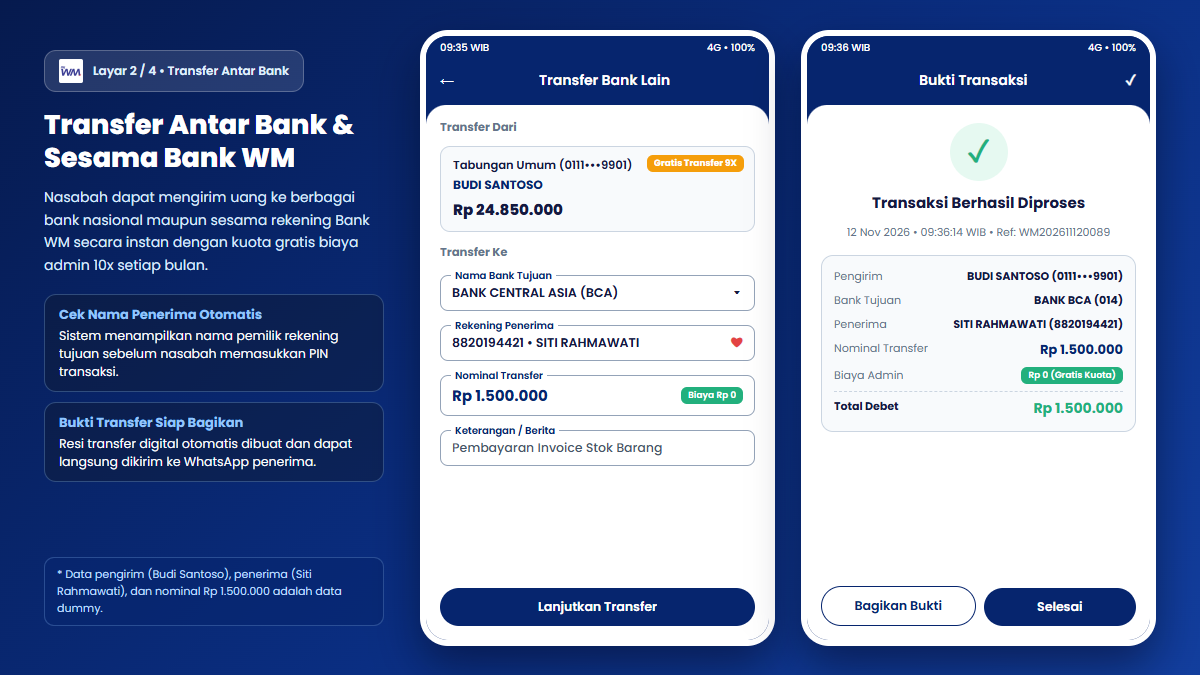 WM
Layar 2 / 4 • Transfer Antar Bank
Transfer Antar Bank &
Sesama Bank WM
Nasabah dapat mengirim uang ke berbagai
bank nasional maupun sesama rekening Bank
WM secara instan dengan kuota gratis biaya
admin 10x setiap bulan.
Cek Nama Penerima Otomatis
Sistem menampilkan nama pemilik rekening
tujuan sebelum nasabah memasukkan PIN
transaksi.
Bukti Transfer Siap Bagikan
Resi transfer digital otomatis dibuat dan dapat
langsung dikirim ke WhatsApp penerima.
* Data pengirim (Budi Santoso), penerima (Siti
Rahmawati), dan nominal Rp 1.500.000 adalah data
dummy.
09:35 WIB 4G • 100%
← Transfer Bank Lain
Transfer Dari
Tabungan Umum (0111•••9901) Gratis Transfer 9X
BUDI SANTOSO
Rp 24.850.000
Transfer Ke
Nama Bank Tujuan
BANK CENTRAL ASIA (BCA)
Rekening Penerima
8820194421 • SITI RAHMAWATI
Nominal Transfer
Rp 1.500.000 Biaya Rp 0
Keterangan / Berita
Pembayaran Invoice Stok Barang
Lanjutkan Transfer
09:36 WIB 4G • 100%
Bukti Transaksi ✓
✓
Transaksi Berhasil Diproses
12 Nov 2026 • 09:36:14 WIB • Ref: WM202611120089
Pengirim BUDI SANTOSO (0111•••9901)
Bank Tujuan BANK BCA (014)
Penerima SITI RAHMAWATI (8820194421)
Nominal Transfer Rp 1.500.000
Biaya Admin Rp 0 (Gratis Kuota)
Total Debet Rp 1.500.000
Bagikan Bukti Selesai